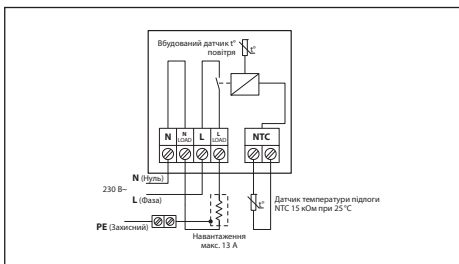 Вбудований датчик t°
повітря
t°
N
N
LOAD
L
L
LOAD
NTC
N (Нуль)
230 В~
L (Фаза)
PE (Захисний)
t°
Датчик температури підлоги
NTC 15 кОм при 25 °C
Навантаження
макс. 13 А